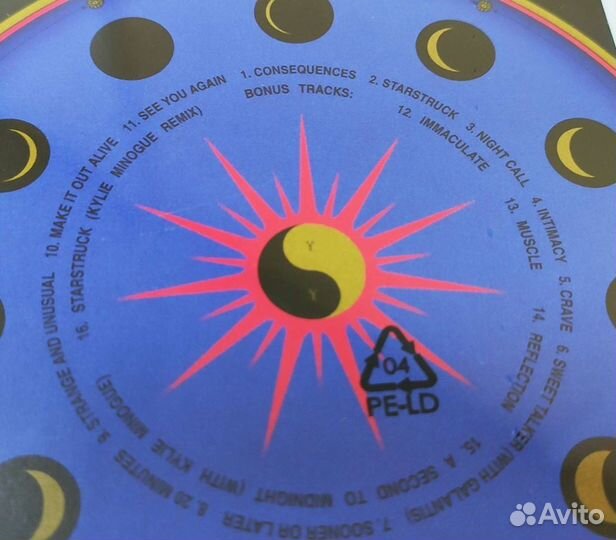 1. CONSEQUENCES 2. STARSTRUCK 3. NIGHT CALL 4. INTIMACY 5. CRAVE 6. SWEET TALKER (WITH GALANTIS) 7. SOONER OR LATER 8. 20 MINUTES 9. STRANGE AND UNUSUAL 10. MAKE IT OUT ALIVE 11. SEE YOU AGAIN
BONUS TRACKS: 12. IMMACULATE 13. MUSCLE 14. REFLECTION 15. A SECOND TO MIDNIGHT (WITH KYLIE MINOGUE) 16. STARSTRUCK (KYLIE MINOGUE REMIX)
Y
Y
04
PE-LD
Avito